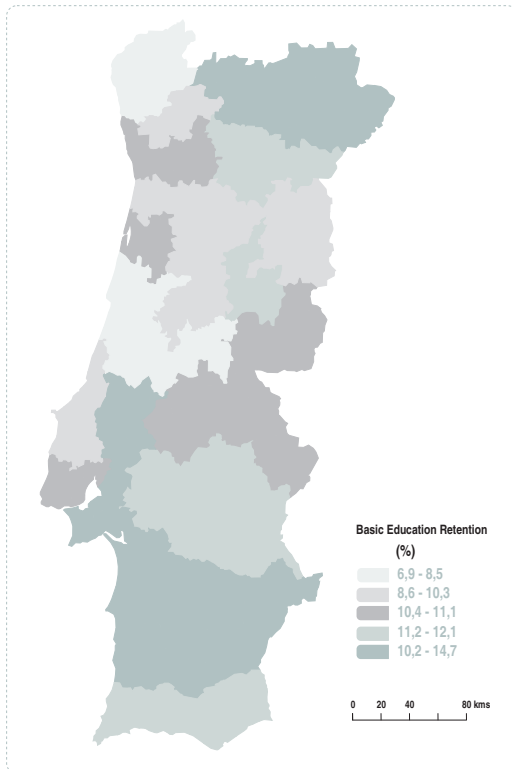 Basic Education Retention
(%)
6,9 - 8,5
8,6 - 10,3
10,4 - 11,1
11,2 - 12,1
10,2 - 14,7
0 20 40 80 kms